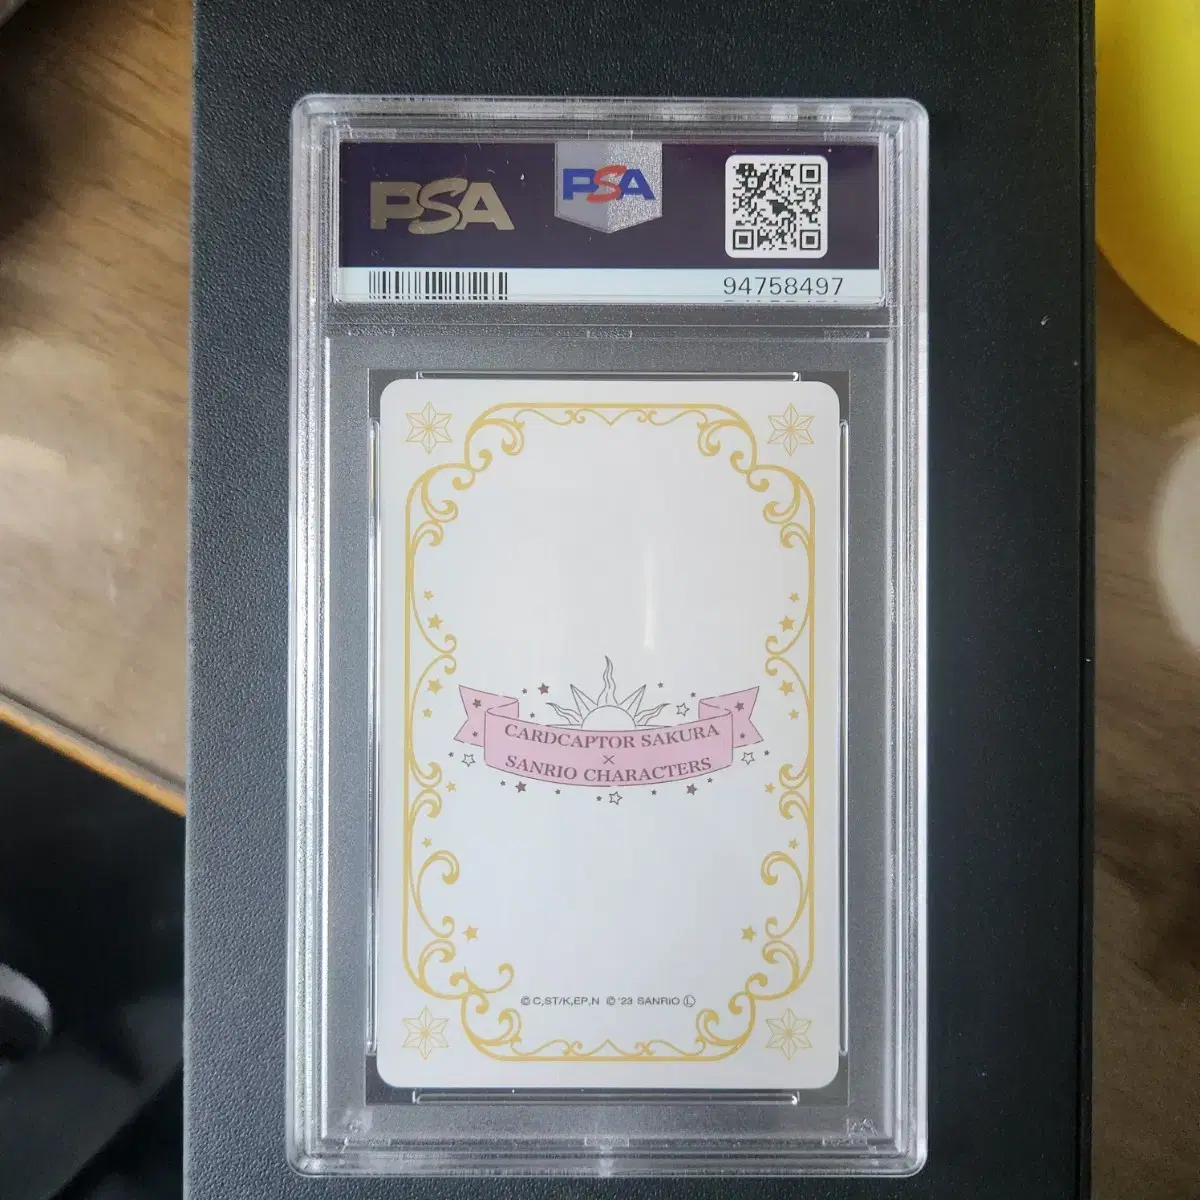 PSA
PSA
94758497
CARDCAPTOR SAKURA
×
SANRIO CHARACTERS
© C,ST/K,EP,N © '23 SANRIO Ⓛ